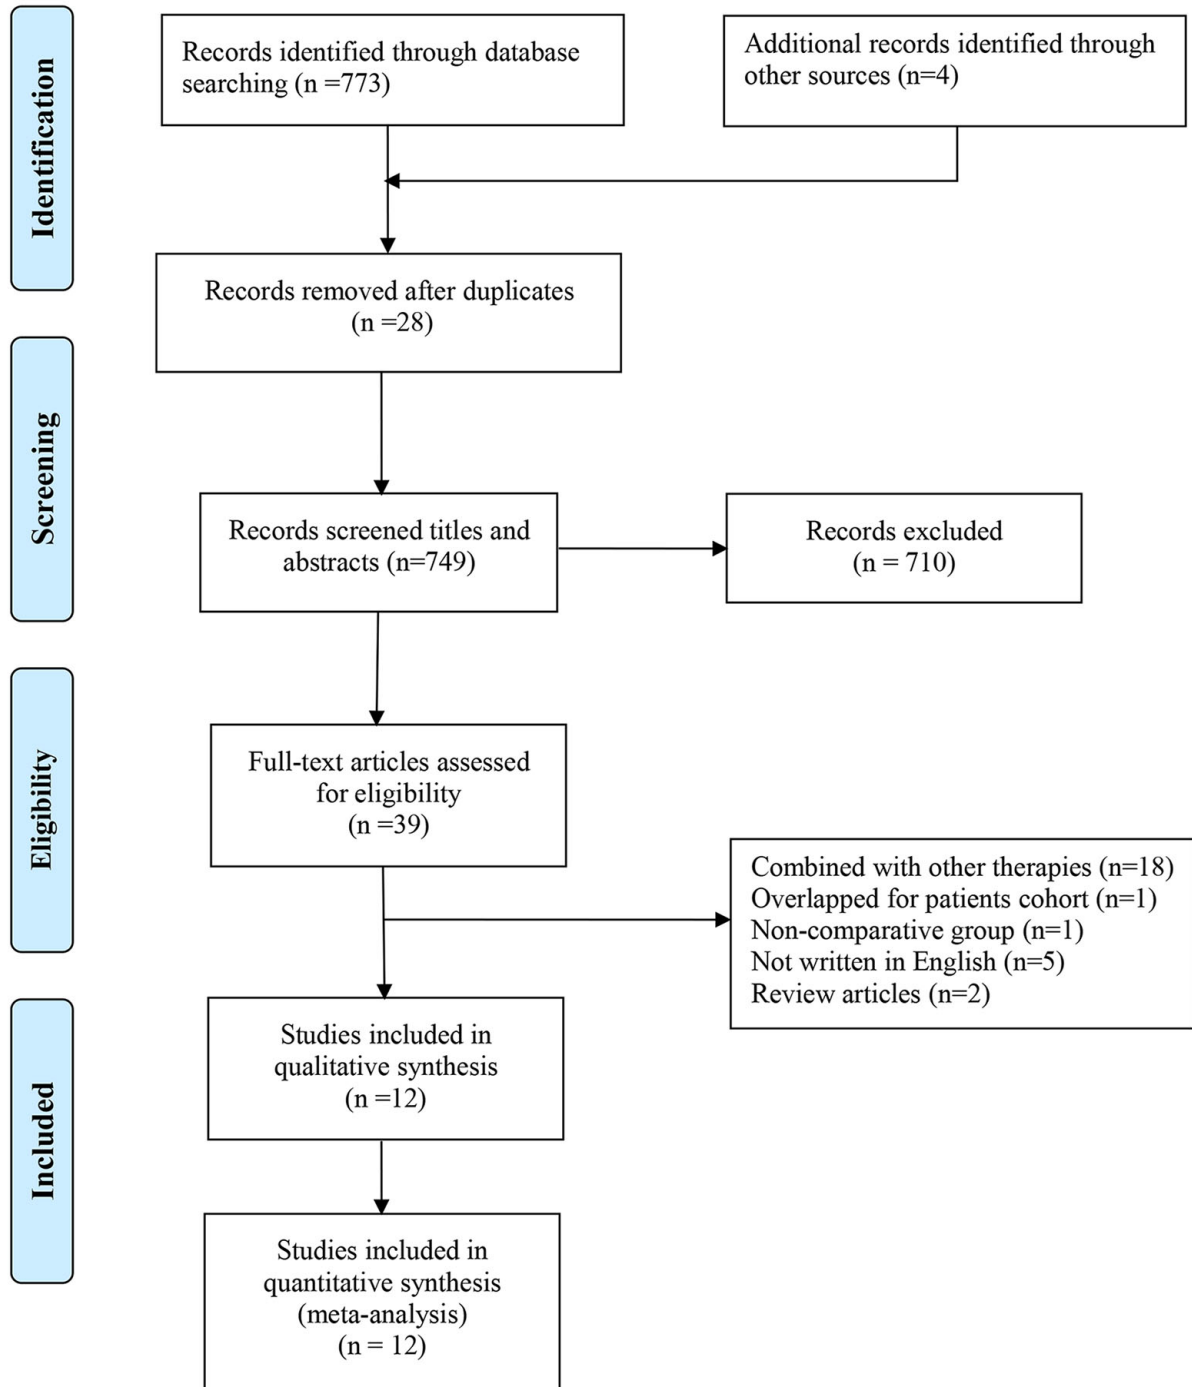 Identification
Records identified through database
searching (n =773)
Additional records identified through
other sources (n=4)
Records removed after duplicates
(n =28)
Screening
Records screened titles and
abstracts (n=749)
Records excluded
(n = 710)
Eligibility
Full-text articles assessed
for eligibility
(n =39)
Combined with other therapies (n=18)
Overlapped for patients cohort (n=1)
Non-comparative group (n=1)
Not written in English (n=5)
Review articles (n=2)
Included
Studies included in
qualitative synthesis
(n =12)
Studies included in
quantitative synthesis
(meta-analysis)
(n = 12)